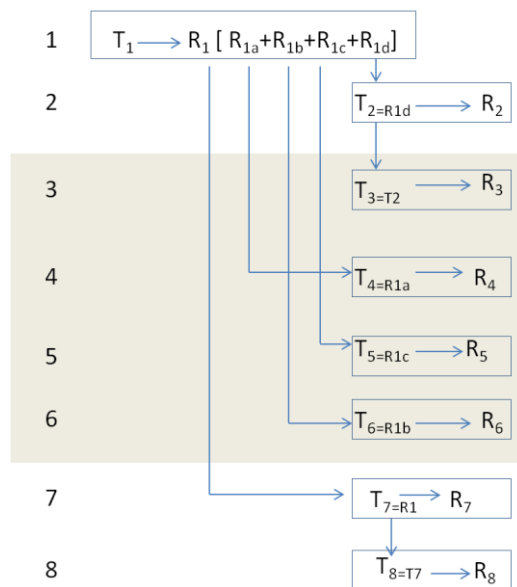 1 T₁ → R₁ [ R₁ₐ+R₁b+R₁c+R₁d]
2 T₂₌R1d → R₂
3 T₃₌T2 → R₃
4 T₄₌R1a → R₄
5 T₅₌R1c → R₅
6 T₆₌R1b → R₆
7 T₇₌R1 → R₇
8 T₈₌T7 → R₈